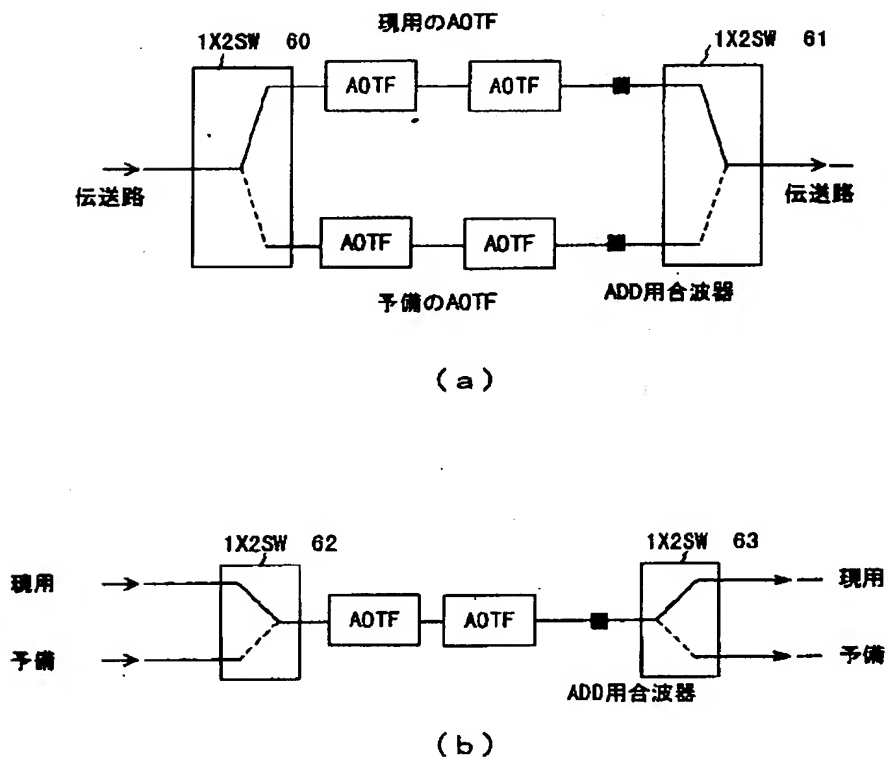 現用のAOTF
1X2SW 60
1X2SW 61
AOTF
AOTF
伝送路
伝送路
AOTF
AOTF
予備のAOTF
ADD用合波器
(a)
1X2SW 62
1X2SW 63
現用
現用
AOTF
AOTF
予備
予備
ADD用合波器
(b)